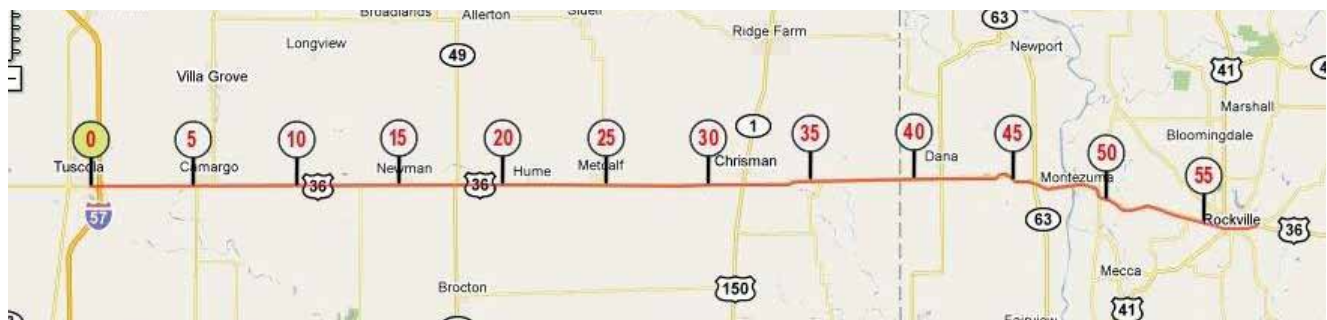 Broadlands
Allerton
Sidell
63
Ridge Farm
Newport
Longview
49
41
Villa Grove
Marshall
0
5
10
15
20
25
30
1
35
40
45
Bloomingdale
50
Tuscola
Camargo
Newman
Hume
Metcalf
Chrisman
Dana
Montezuma
55
36
36
57
63
Rockville
36
Mecca
Brocton
150
41
Fairview